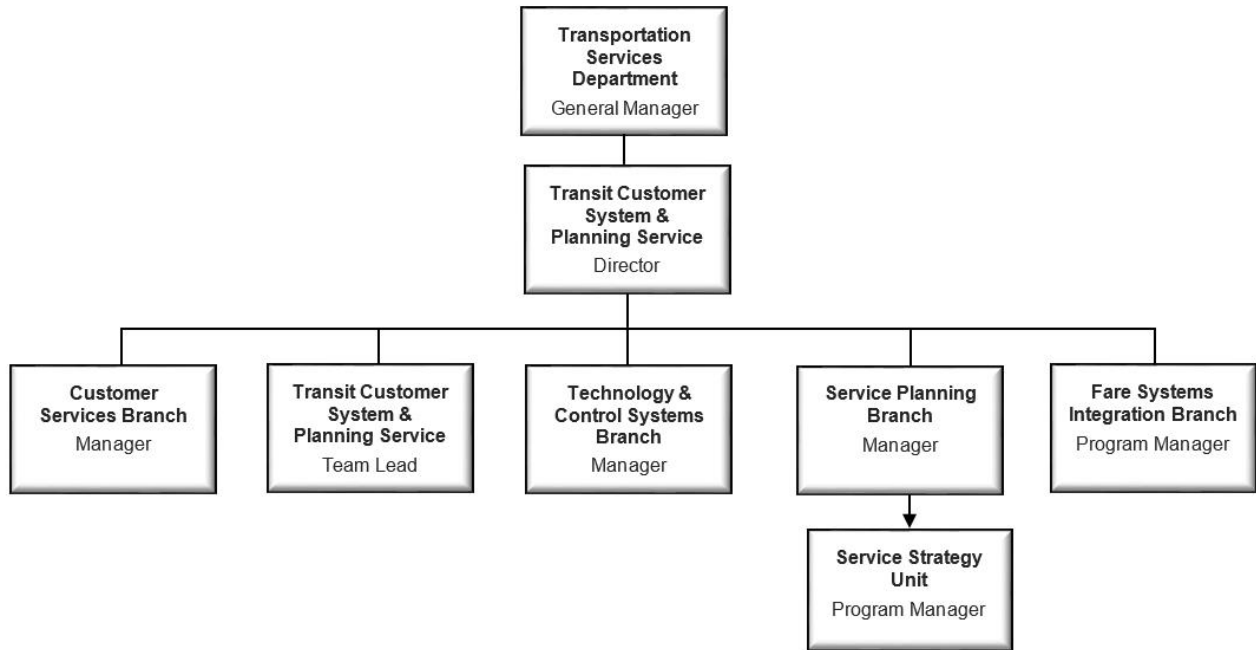 Transportation
Services
Department
General Manager
Transit Customer
System &
Planning Service
Director
Customer
Services Branch
Manager
Transit Customer
System &
Planning Service
Team Lead
Technology &
Control Systems
Branch
Manager
Service Planning
Branch
Manager
Fare Systems
Integration Branch
Program Manager
Service Strategy
Unit
Program Manager